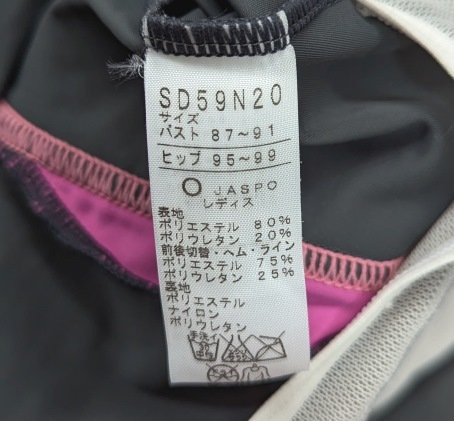 SD59N20
サイズ
バスト 87～91
ヒップ 95～99
O JASPO
レディス
表地
ポリエステル 80%
ポリウレタン 20%
前後切替・ヘム・ライン
ポリエステル 75%
ポリウレタン 25%
裏地
ポリエステル
ナイロン
ポリウレタン
手洗イ
30